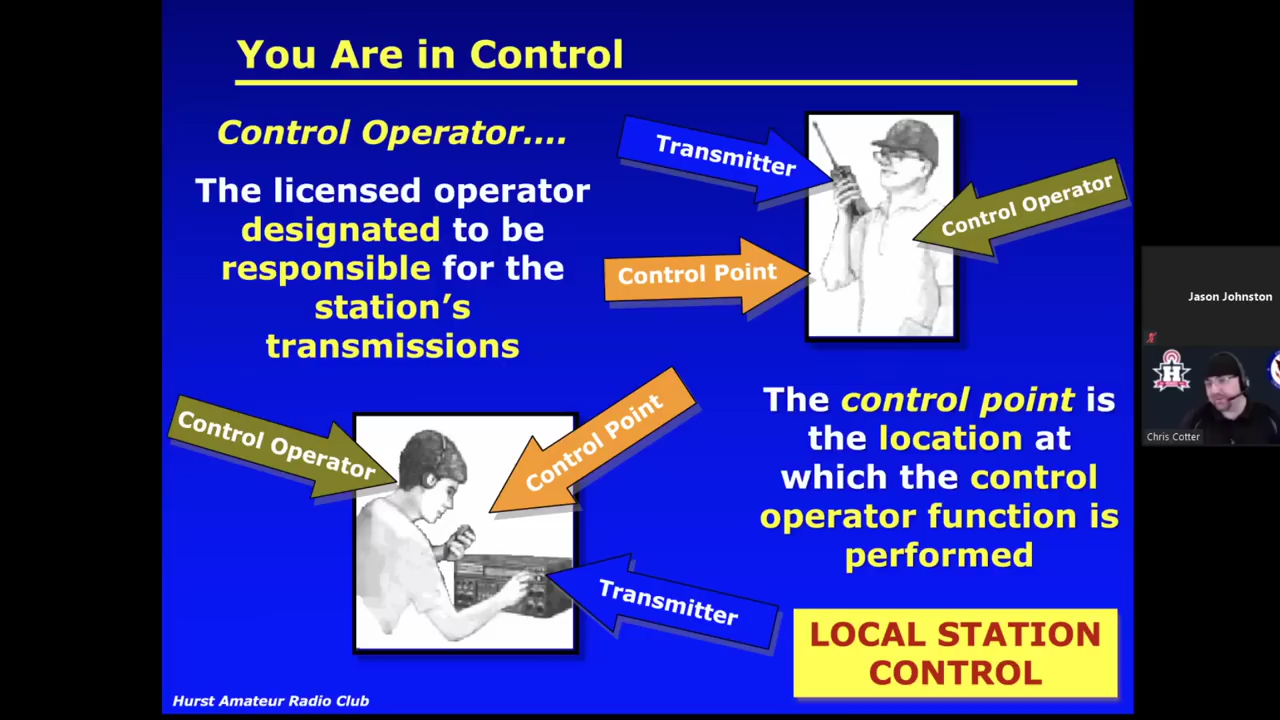 You Are in Control
Control Operator....
The licensed operator
designated to be
responsible for the
station's
transmissions
Transmitter
Control Operator
Control Point
Control Operator
Control Point
Transmitter
The control point is
the location at
which the control
operator function is
performed
LOCAL STATION
CONTROL
Hurst Amateur Radio Club
Jason Johnston
H
Chris Cotter